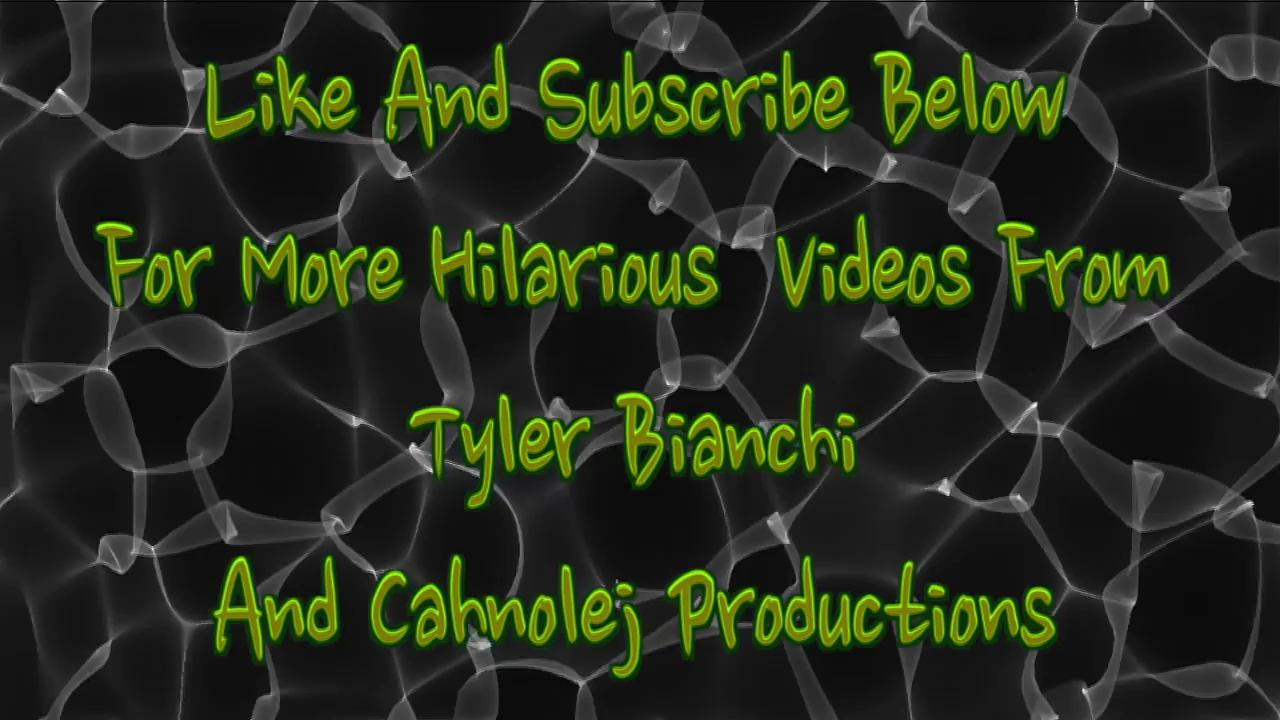 Like And Subscribe Below
For More Hilarious Videos From
Tyler Bianchi
And Cahnolej Productions